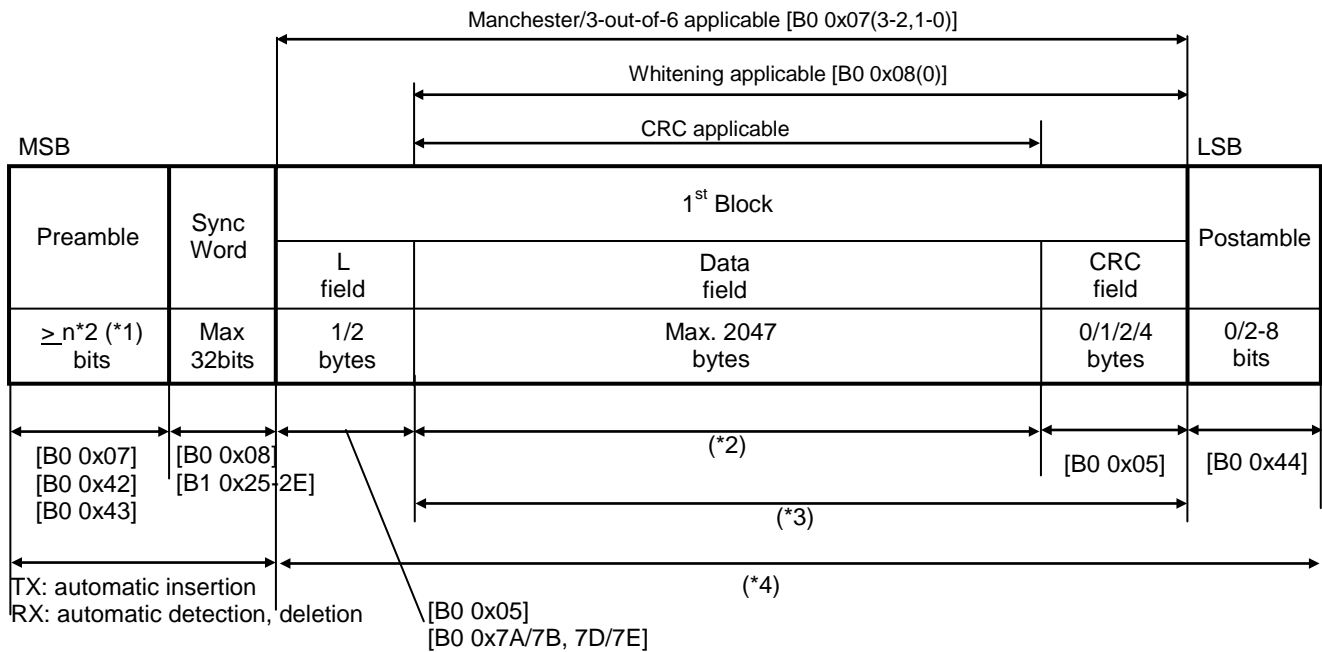 Manchester/3-out-of-6 applicable [B0 0x07(3-2,1-0)]
Whitening applicable [B0 0x08(0)]
CRC applicable
MSB
LSB
Preamble
Sync
Word
1st Block
Postamble
L
field
Data
field
CRC
field
> n*2 (*1)
bits
Max
32bits
1/2
bytes
Max. 2047
bytes
0/1/2/4
bytes
0/2-8
bits
[B0 0x07]
[B0 0x42]
[B0 0x43]
[B0 0x08]
[B1 0x25-2E]
(*2)
[B0 0x05]
[B0 0x44]
(*3)
(*4)
TX: automatic insertion
RX: automatic detection, deletion
[B0 0x05]
[B0 0x7A/7B, 7D/7E]